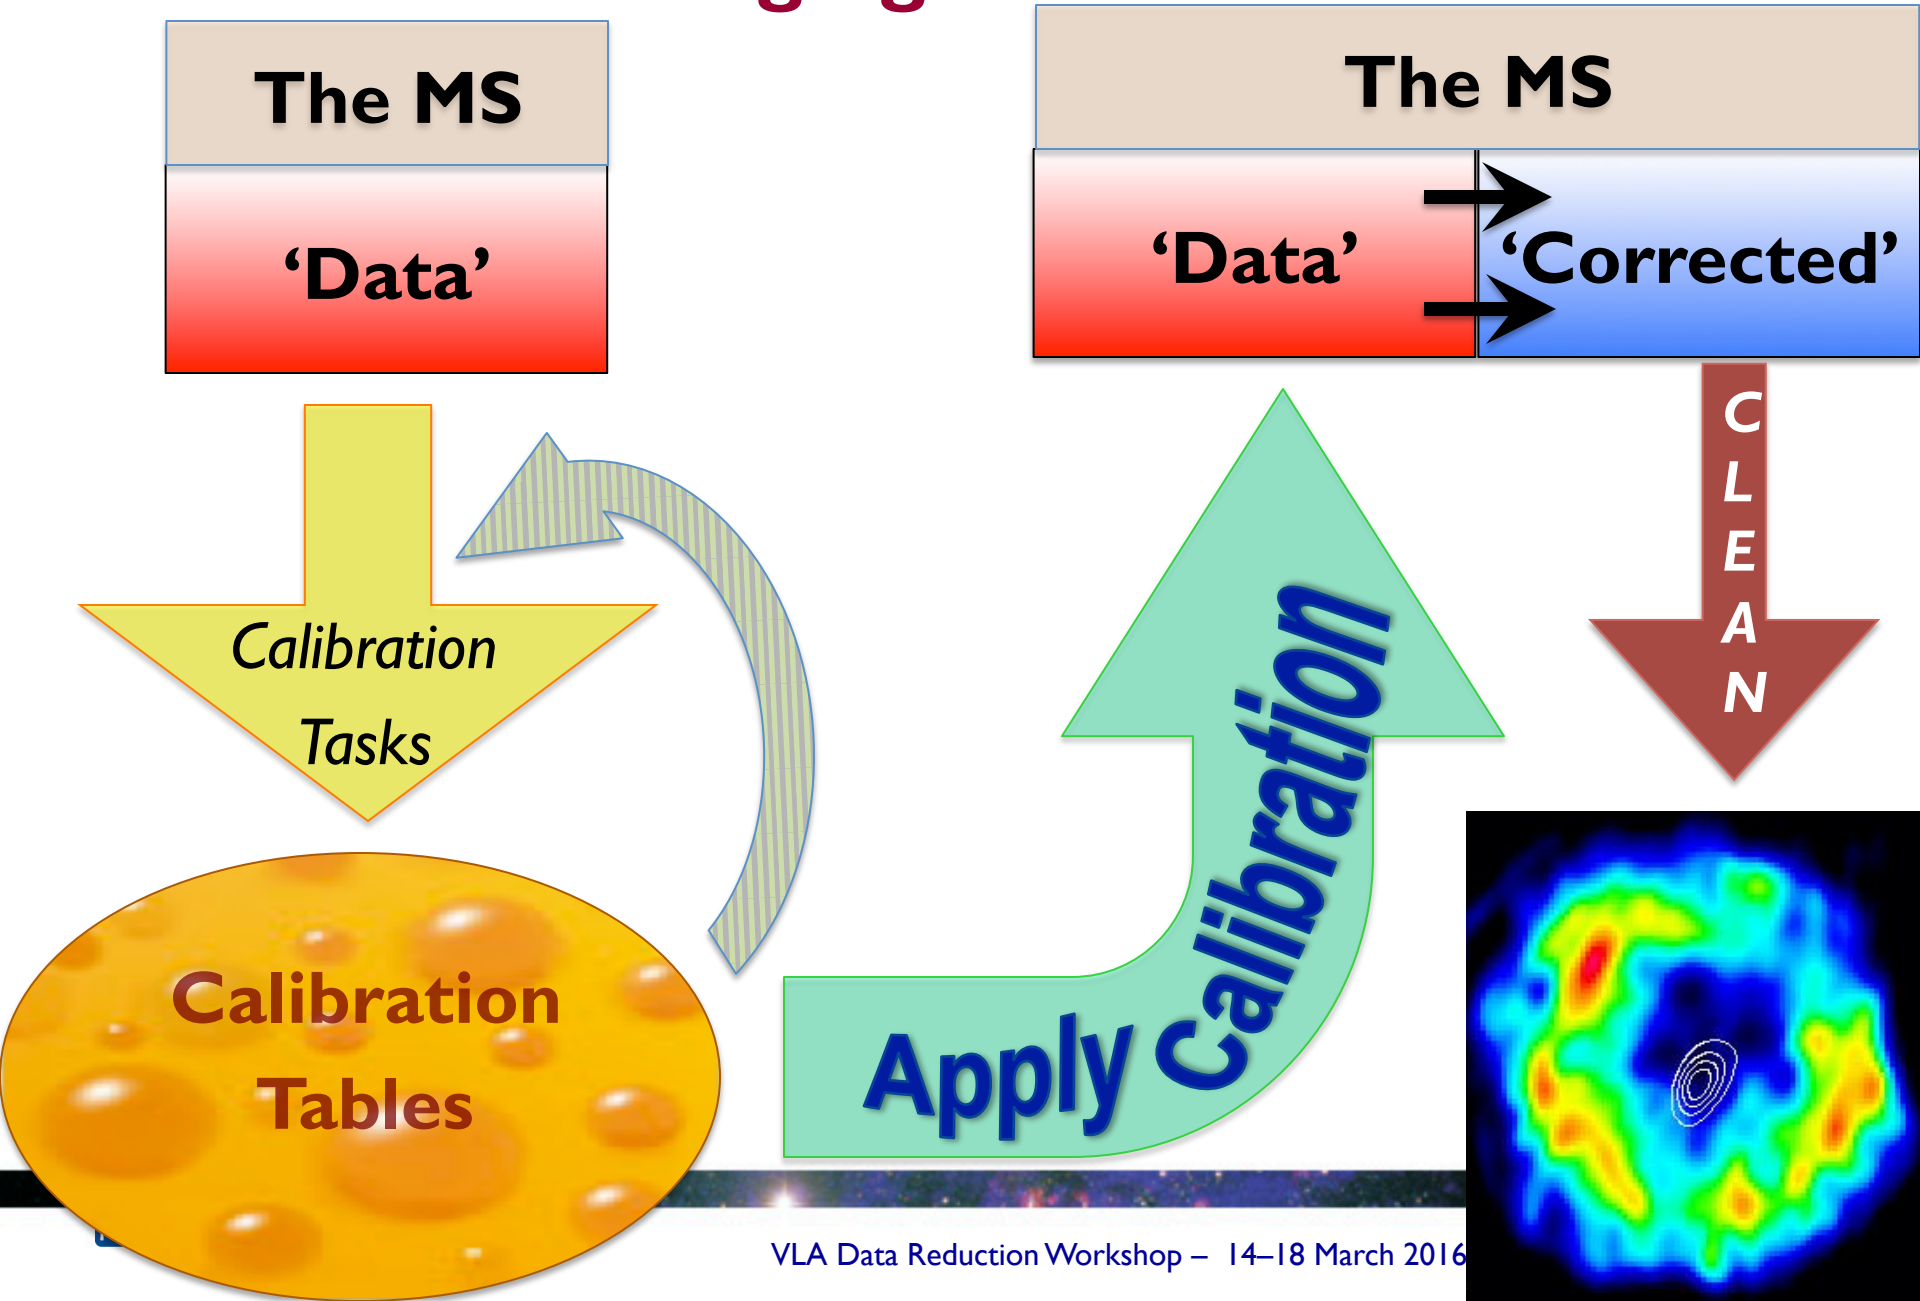 The MS
‘Data’
Calibration
Tasks
Calibration
Tables
Apply Calibration
The MS
‘Data’
‘Corrected’
CLEAN
VLA Data Reduction Workshop – 14–18 March 2016